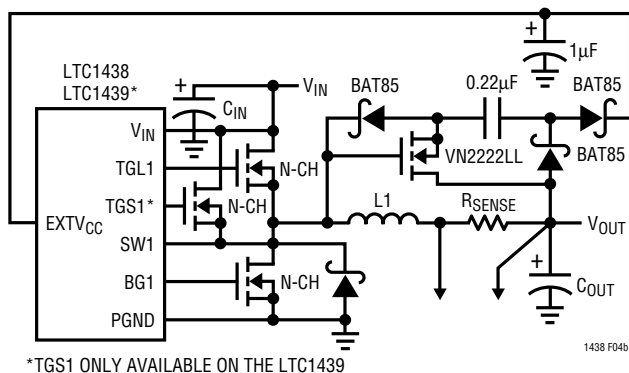 LTC1438
LTC1439*
+
C_IN
V_IN
+
1µF
BAT85
0.22µF
BAT85
V_IN
TGL1
N-CH
VN2222LL
BAT85
TGS1*
N-CH
EXTV_CC
L1
R_SENSE
V_OUT
SW1
BG1
N-CH
+
C_OUT
PGND
1438 F04b
*TGS1 ONLY AVAILABLE ON THE LTC1439